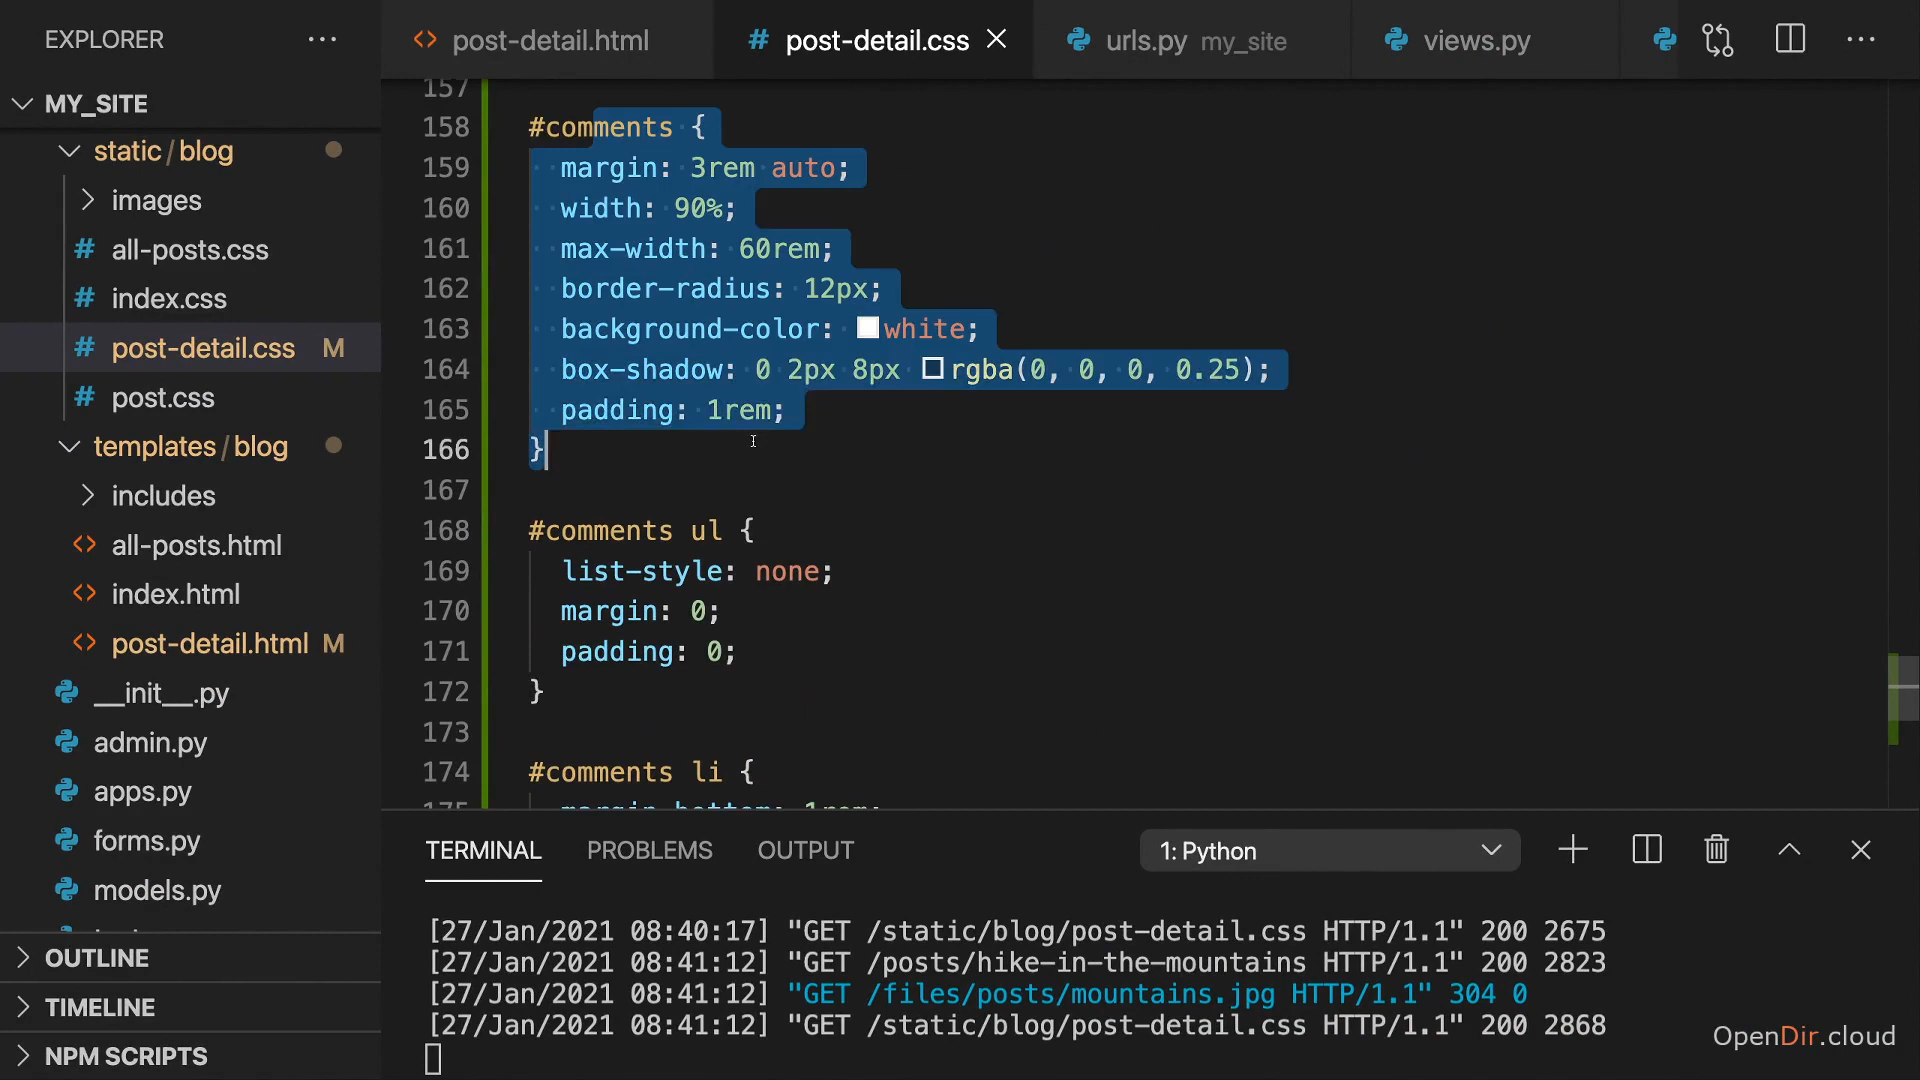 EXPLORER
MY_SITE
static/blog
images
all-posts.css
index.css
post-detail.css M
post.css
templates/blog
includes
all-posts.html
index.html
post-detail.html M
__init__.py
admin.py
apps.py
forms.py
models.py
OUTLINE
TIMELINE
NPM SCRIPTS
post-detail.html
post-detail.css
urls.py my_site
views.py
157
158 #comments {
159 margin: 3rem auto;
160 width: 90%;
161 max-width: 60rem;
162 border-radius: 12px;
163 background-color: white;
164 box-shadow: 0 2px 8px rgba(0, 0, 0, 0.25);
165 padding: 1rem;
166 }
167
168 #comments ul {
169 list-style: none;
170 margin: 0;
171 padding: 0;
172 }
173
174 #comments li {
175 margin-bottom: 1rem;
TERMINAL
PROBLEMS
OUTPUT
1: Python
[27/Jan/2021 08:40:17] "GET /static/blog/post-detail.css HTTP/1.1" 200 2675
[27/Jan/2021 08:41:12] "GET /posts/hike-in-the-mountains HTTP/1.1" 200 2823
[27/Jan/2021 08:41:12] "GET /files/posts/mountains.jpg HTTP/1.1" 304 0
[27/Jan/2021 08:41:12] "GET /static/blog/post-detail.css HTTP/1.1" 200 2868
OpenDir.cloud